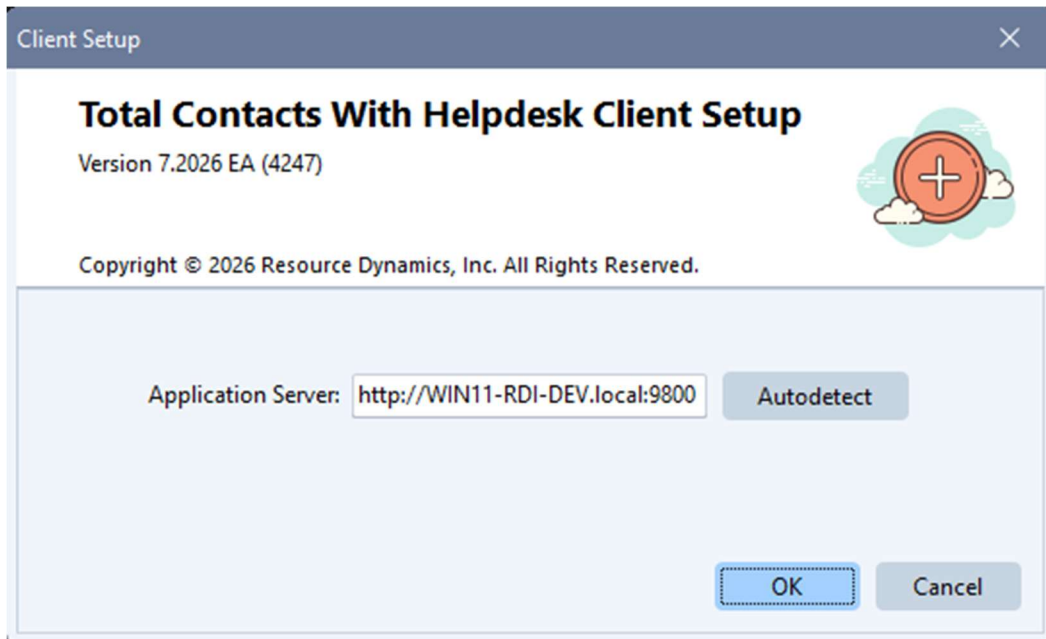 Client Setup
Total Contacts With Helpdesk Client Setup
Version 7.2026 EA (4247)
Copyright © 2026 Resource Dynamics, Inc. All Rights Reserved.
Application Server: http://WIN11-RDI-DEV.local:9800 Autodetect
OK Cancel